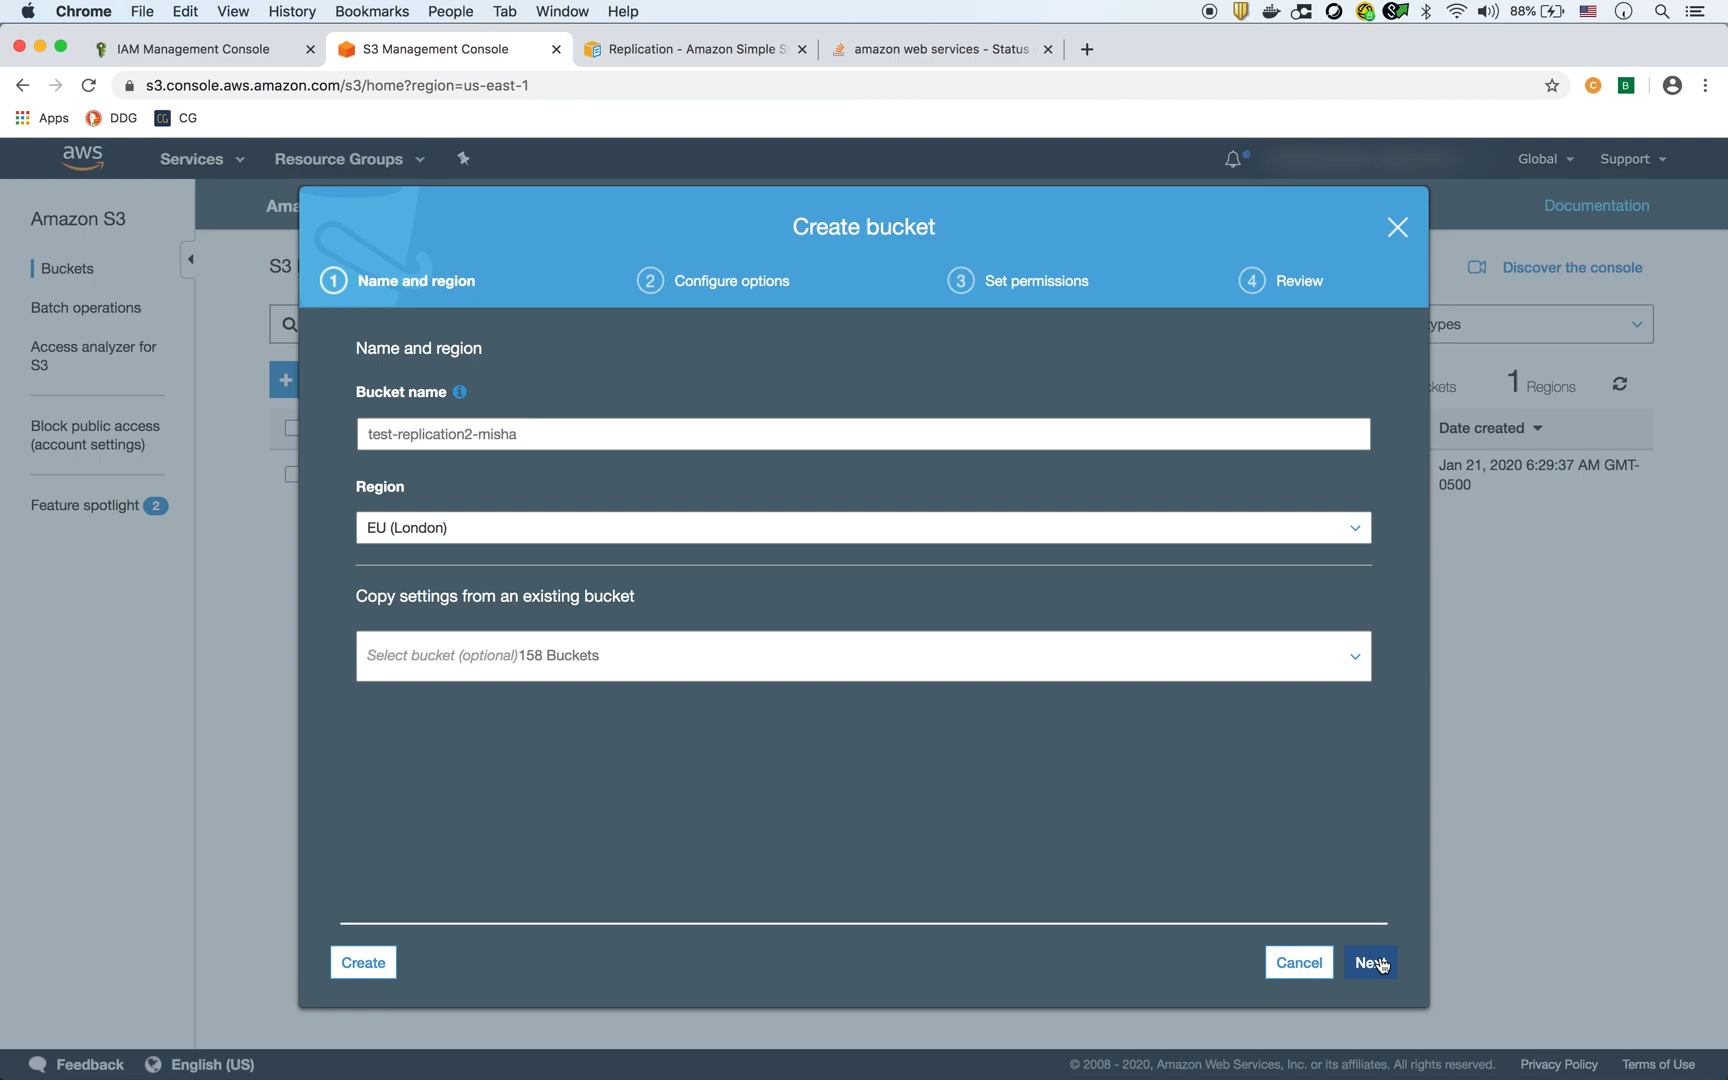 Chrome File Edit View History Bookmarks People Tab Window Help 88%
IAM Management Console S3 Management Console Replication - Amazon Simple S amazon web services - Status
s3.console.aws.amazon.com/s3/home?region=us-east-1
Apps DDG CG CG
aws Services Resource Groups Global Support
Amazon S3
Ama
Documentation
Create bucket
1 Name and region 2 Configure options 3 Set permissions 4 Review
Buckets
Batch operations
Access analyzer for
S3
Block public access
(account settings)
Feature spotlight 2
S3
Discover the console
ypes
ckets 1 Regions
Date created
Jan 21, 2020 6:29:37 AM GMT-
0500
Name and region
Bucket name
test-replication2-misha
Region
EU (London)
Copy settings from an existing bucket
Select bucket (optional)158 Buckets
Create Cancel Next
Feedback English (US) © 2008 - 2020, Amazon Web Services, Inc. or its affiliates. All rights reserved. Privacy Policy Terms of Use